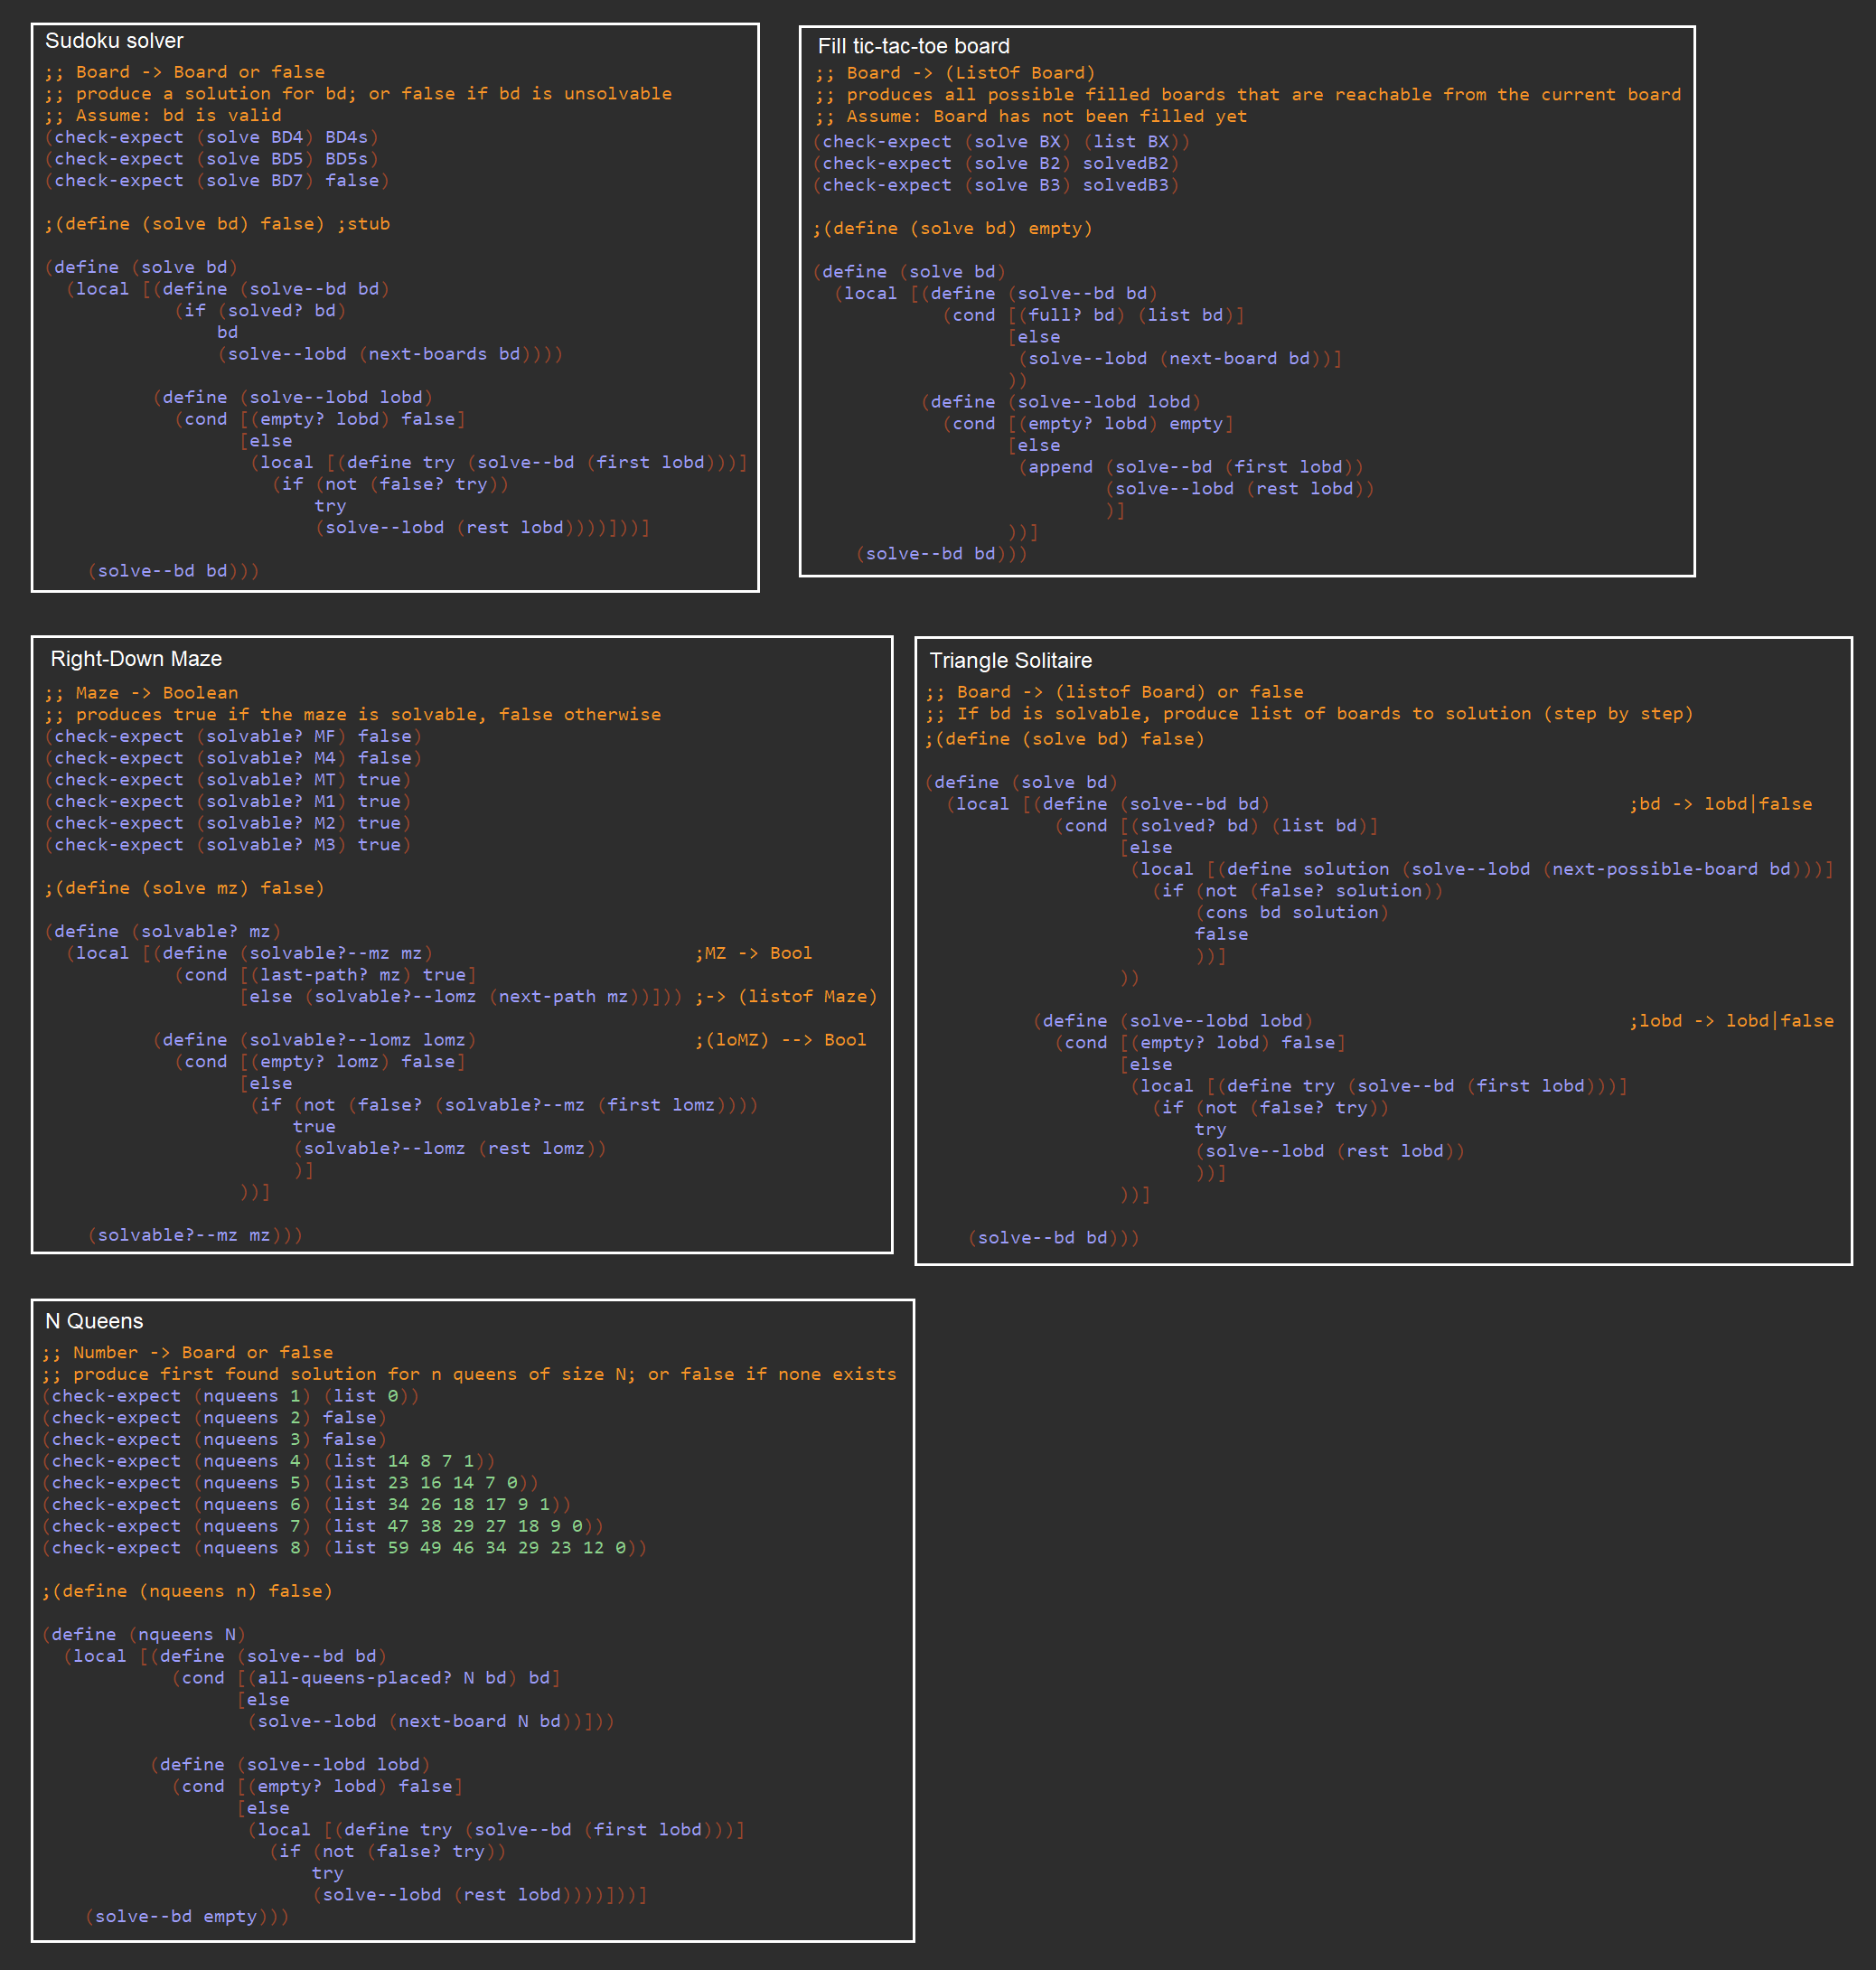 Sudoku solver
;; Board -> Board or false
;; produce a solution for bd; or false if bd is unsolvable
;; Assume: bd is valid
(check-expect (solve BD4) BD4s)
(check-expect (solve BD5) BD5s)
(check-expect (solve BD7) false)
;(define (solve bd) false) ;stub
(define (solve bd)
(local [(define (solve--bd bd)
(if (solved? bd)
bd
(solve--lobd (next-boards bd))))
(define (solve--lobd lobd)
(cond [(empty? lobd) false]
[else
(local [(define try (solve--bd (first lobd)))]
(if (not (false? try))
try
(solve--lobd (rest lobd))))]))]
(solve--bd bd)))
Fill tic-tac-toe board
;; Board -> (ListOf Board)
;; produces all possible filled boards that are reachable from the current board
;; Assume: Board has not been filled yet
(check-expect (solve BX) (list BX))
(check-expect (solve B2) solvedB2)
(check-expect (solve B3) solvedB3)
;(define (solve bd) empty)
(define (solve bd)
(local [(define (solve--bd bd)
(cond [(full? bd) (list bd)]
[else
(solve--lobd (next-board bd))]
))
(define (solve--lobd lobd)
(cond [(empty? lobd) empty]
[else
(append (solve--bd (first lobd))
(solve--lobd (rest lobd))
)]
))]
(solve--bd bd)))
Right-Down Maze
;; Maze -> Boolean
;; produces true if the maze is solvable, false otherwise
(check-expect (solvable? MF) false)
(check-expect (solvable? M4) false)
(check-expect (solvable? MT) true)
(check-expect (solvable? M1) true)
(check-expect (solvable? M2) true)
(check-expect (solvable? M3) true)
;(define (solve mz) false)
(define (solvable? mz)
(local [(define (solvable?--mz mz) ;MZ -> Bool
(cond [(last-path? mz) true]
[else (solvable?--lomz (next-path mz))])) ;-> (listof Maze)
(define (solvable?--lomz lomz) ;(loMZ) --> Bool
(cond [(empty? lomz) false]
[else
(if (not (false? (solvable?--mz (first lomz))))
true
(solvable?--lomz (rest lomz))
)]
))]
(solvable?--mz mz)))
Triangle Solitaire
;; Board -> (listof Board) or false
;; If bd is solvable, produce list of boards to solution (step by step)
;(define (solve bd) false)
(define (solve bd)
(local [(define (solve--bd bd) ;bd -> lobd|false
(cond [(solved? bd) (list bd)]
[else
(local [(define solution (solve--lobd (next-possible-board bd)))]
(if (not (false? solution))
(cons bd solution)
false
))]
))
(define (solve--lobd lobd) ;lobd -> lobd|false
(cond [(empty? lobd) false]
[else
(local [(define try (solve--bd (first lobd)))]
(if (not (false? try))
try
(solve--lobd (rest lobd))
))]
))]
(solve--bd bd)))
N Queens
;; Number -> Board or false
;; produce first found solution for n queens of size N; or false if none exists
(check-expect (nqueens 1) (list 0))
(check-expect (nqueens 2) false)
(check-expect (nqueens 3) false)
(check-expect (nqueens 4) (list 14 8 7 1))
(check-expect (nqueens 5) (list 23 16 14 7 0))
(check-expect (nqueens 6) (list 34 26 18 17 9 1))
(check-expect (nqueens 7) (list 47 38 29 27 18 9 0))
(check-expect (nqueens 8) (list 59 49 46 34 29 23 12 0))
;(define (nqueens n) false)
(define (nqueens N)
(local [(define (solve--bd bd)
(cond [(all-queens-placed? N bd) bd]
[else
(solve--lobd (next-board N bd))]))
(define (solve--lobd lobd)
(cond [(empty? lobd) false]
[else
(local [(define try (solve--bd (first lobd)))]
(if (not (false? try))
try
(solve--lobd (rest lobd))))]))]
(solve--bd empty)))